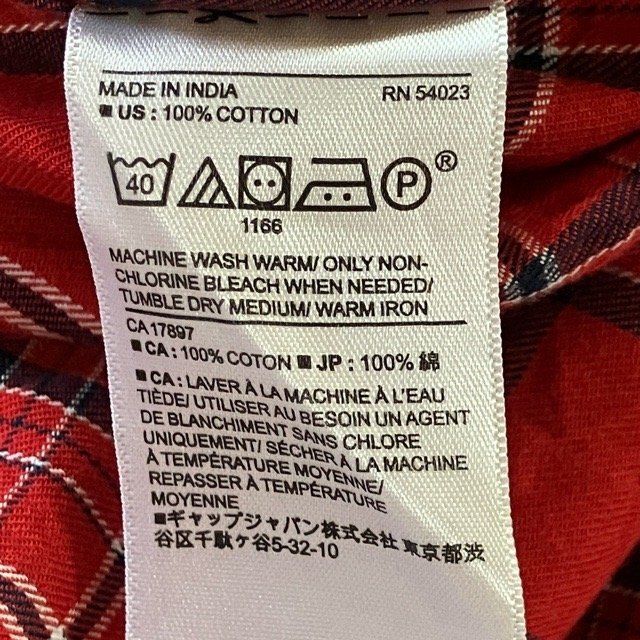 MADE IN INDIA RN 54023
US : 100% COTTON
40 P ®
1166
MACHINE WASH WARM/ ONLY NON-
CHLORINE BLEACH WHEN NEEDED/
TUMBLE DRY MEDIUM/ WARM IRON
CA 17897
CA : 100% COTON JP : 100% 綿
CA : LAVER À LA MACHINE À L'EAU
TIÈDE/ UTILISER AU BESOIN UN AGENT
DE BLANCHIMENT SANS CHLORE
UNIQUEMENT/ SÉCHER À LA MACHINE
À TEMPÉRATURE MOYENNE/
REPASSER À TEMPÉRATURE
MOYENNE
ギャップジャパン株式会社 東京都渋
谷区千駄ヶ谷5-32-10